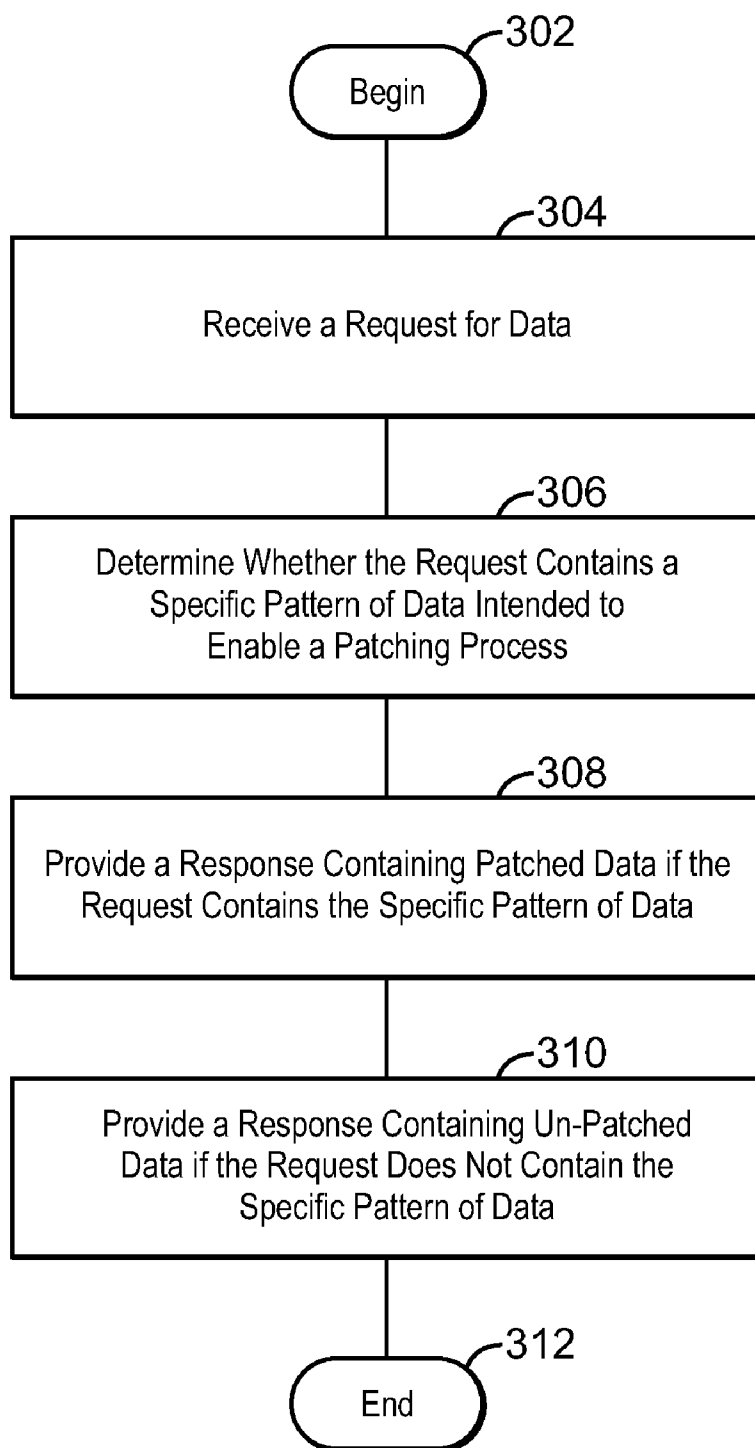 302
Begin
304
Receive a Request for Data
306
Determine Whether the Request Contains a
Specific Pattern of Data Intended to
Enable a Patching Process
308
Provide a Response Containing Patched Data if the
Request Contains the Specific Pattern of Data
310
Provide a Response Containing Un-Patched
Data if the Request Does Not Contain the
Specific Pattern of Data
312
End